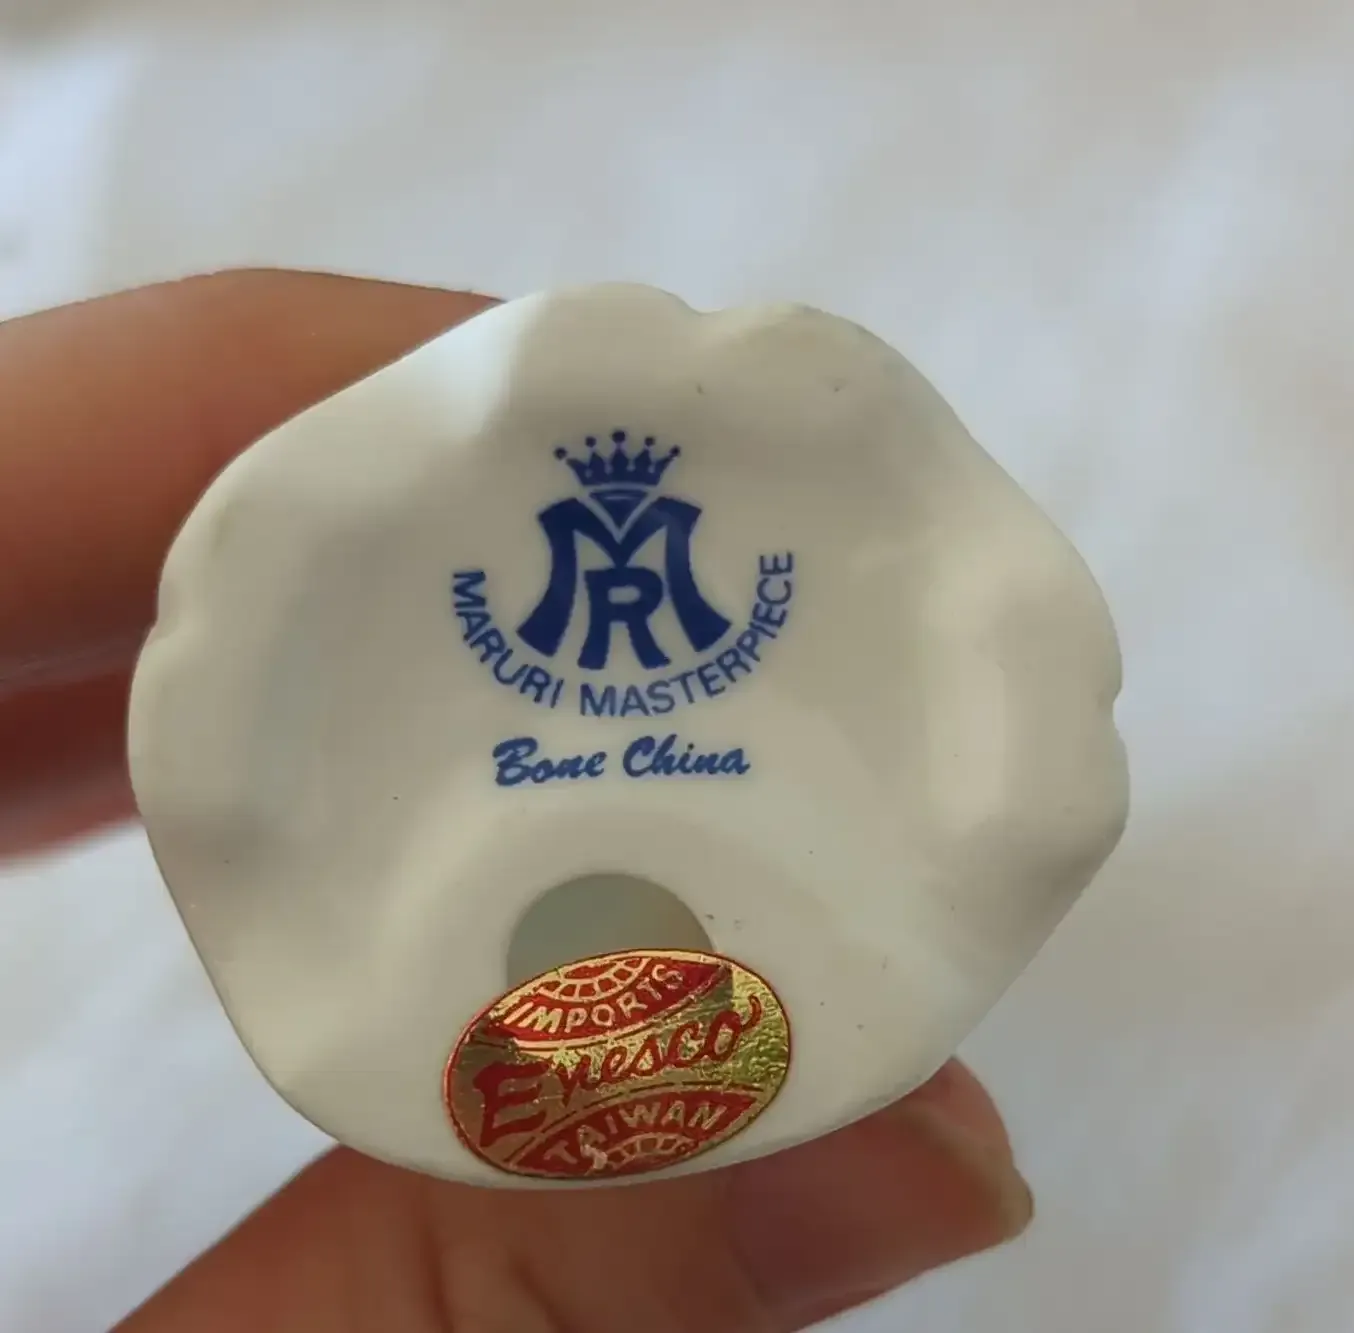 MR
MARURI MASTERPIECE
Bone China
IMPORTS
Enesco
TAIWAN